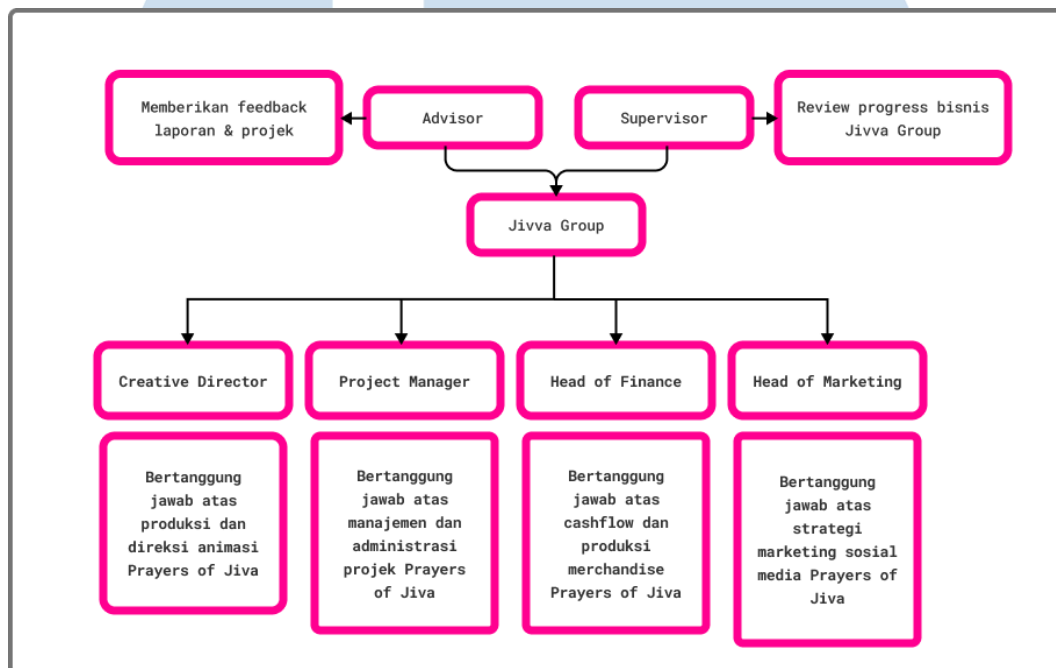 Memberikan feedback
laporan & projek
Advisor
Supervisor
Review progress bisnis
Jivva Group
Jivva Group
Creative Director
Project Manager
Head of Finance
Head of Marketing
Bertanggung
jawab atas
produksi dan
direksi animasi
Prayers of Jiva
Bertanggung
jawab atas
manajemen dan
administrasi
projek Prayers
of Jiva
Bertanggung
jawab atas
cashflow dan
produksi
merchandise
Prayers of Jiva
Bertanggung
jawab atas
strategi
marketing sosial
media Prayers of
Jiva